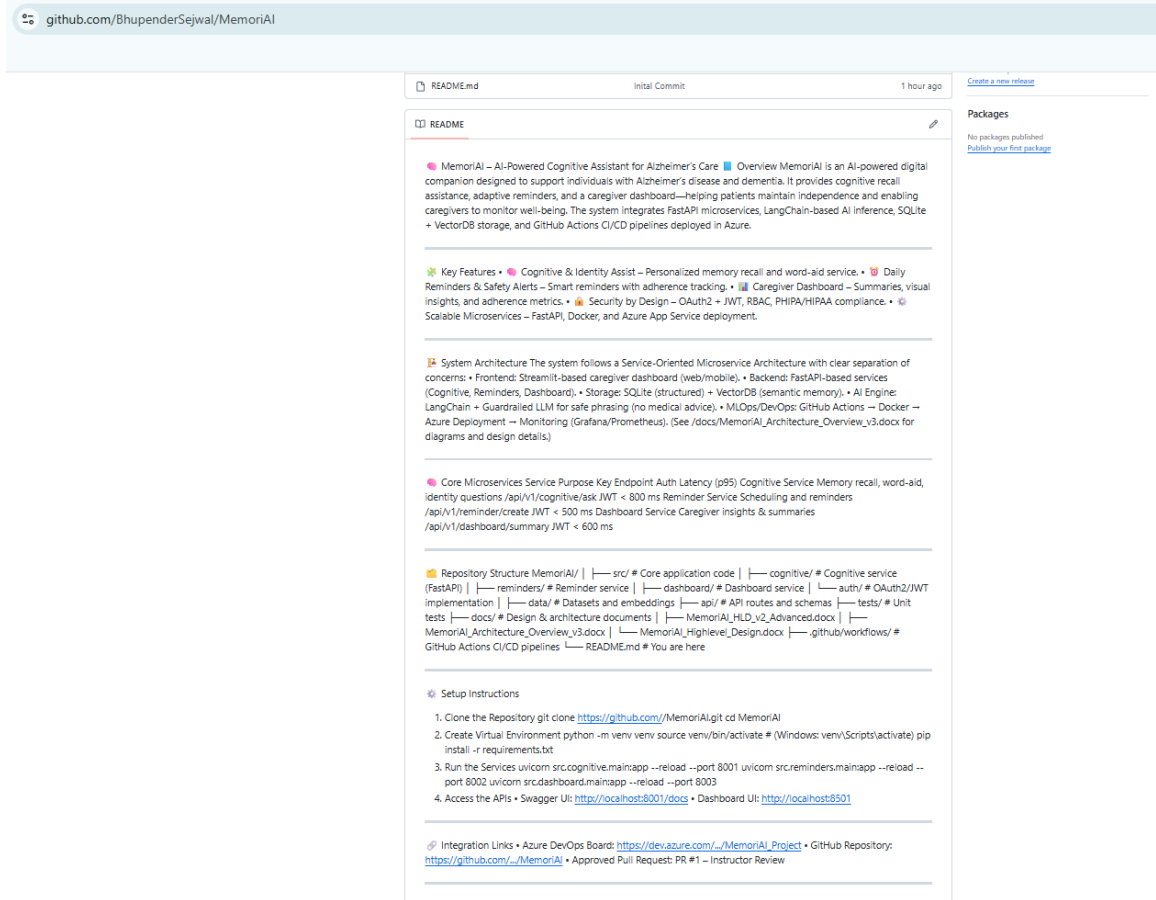 github.com/BhupenderSejwal/MemoriAI
README.md Inital Commit 1 hour ago
Create a new release
Packages
No packages published
Publish your first package
README
🧠 MemoriAI – AI-Powered Cognitive Assistant for Alzheimer's Care 📘 Overview MemoriAI is an AI-powered digital
companion designed to support individuals with Alzheimer's disease and dementia. It provides cognitive recall
assistance, adaptive reminders, and a caregiver dashboard—helping patients maintain independence and enabling
caregivers to monitor well-being. The system integrates FastAPI microservices, LangChain-based AI inference, SQLite
+ VectorDB storage, and GitHub Actions CI/CD pipelines deployed in Azure.
🧩 Key Features • 🧠 Cognitive & Identity Assist – Personalized memory recall and word-aid service. • ⏰ Daily
Reminders & Safety Alerts – Smart reminders with adherence tracking. • 📊 Caregiver Dashboard – Summaries, visual
insights, and adherence metrics. • 🔒 Security by Design – OAuth2 + JWT, RBAC, PHIPA/HIPAA compliance. • ⚙️
Scalable Microservices – FastAPI, Docker, and Azure App Service deployment.
🏗️ System Architecture The system follows a Service-Oriented Microservice Architecture with clear separation of
concerns: • Frontend: Streamlit-based caregiver dashboard (web/mobile). • Backend: FastAPI-based services
(Cognitive, Reminders, Dashboard). • Storage: SQLite (structured) + VectorDB (semantic memory). • AI Engine:
LangChain + Guardrailed LLM for safe phrasing (no medical advice). • MLOps/DevOps: GitHub Actions → Docker →
Azure Deployment → Monitoring (Grafana/Prometheus). (See /docs/MemoriAI_Architecture_Overview_v3.docx for
diagrams and design details.)
🧠 Core Microservices Service Purpose Key Endpoint Auth Latency (p95) Cognitive Service Memory recall, word-aid,
identity questions /api/v1/cognitive/ask JWT < 800 ms Reminder Service Scheduling and reminders
/api/v1/reminder/create JWT < 500 ms Dashboard Service Caregiver insights & summaries
/api/v1/dashboard/summary JWT < 600 ms
🗂️ Repository Structure MemoriAI/ │ ├── src/ # Core application code │ ├── cognitive/ # Cognitive service
(FastAPI) │ ├── reminders/ # Reminder service │ ├── dashboard/ # Dashboard service │ └── auth/ # OAuth2/JWT
implementation │ ├── data/ # Datasets and embeddings ├── api/ # API routes and schemas ├── tests/ # Unit
tests ├── docs/ # Design & architecture documents │ ├── MemoriAI_HLD_v2_Advanced.docx │ ├──
MemoriAI_Architecture_Overview_v3.docx │ └── MemoriAI_Highlevel_Design.docx ├── .github/workflows/ #
GitHub Actions CI/CD pipelines └── README.md # You are here
⚙️ Setup Instructions
1. Clone the Repository git clone https://github.com//MemoriAI.git cd MemoriAI
2. Create Virtual Environment python -m venv venv source venv/bin/activate # (Windows: venv\Scripts\activate) pip
install -r requirements.txt
3. Run the Services uvicorn src.cognitive.main:app --reload --port 8001 uvicorn src.reminders.main:app --reload --
port 8002 uvicorn src.dashboard.main:app --reload --port 8003
4. Access the APIs • Swagger UI: http://localhost:8001/docs • Dashboard UI: http://localhost:8501
🔗 Integration Links • Azure DevOps Board: https://dev.azure.com/.../MemoriAI_Project • GitHub Repository:
https://github.com/.../MemoriAI • Approved Pull Request: PR #1 – Instructor Review